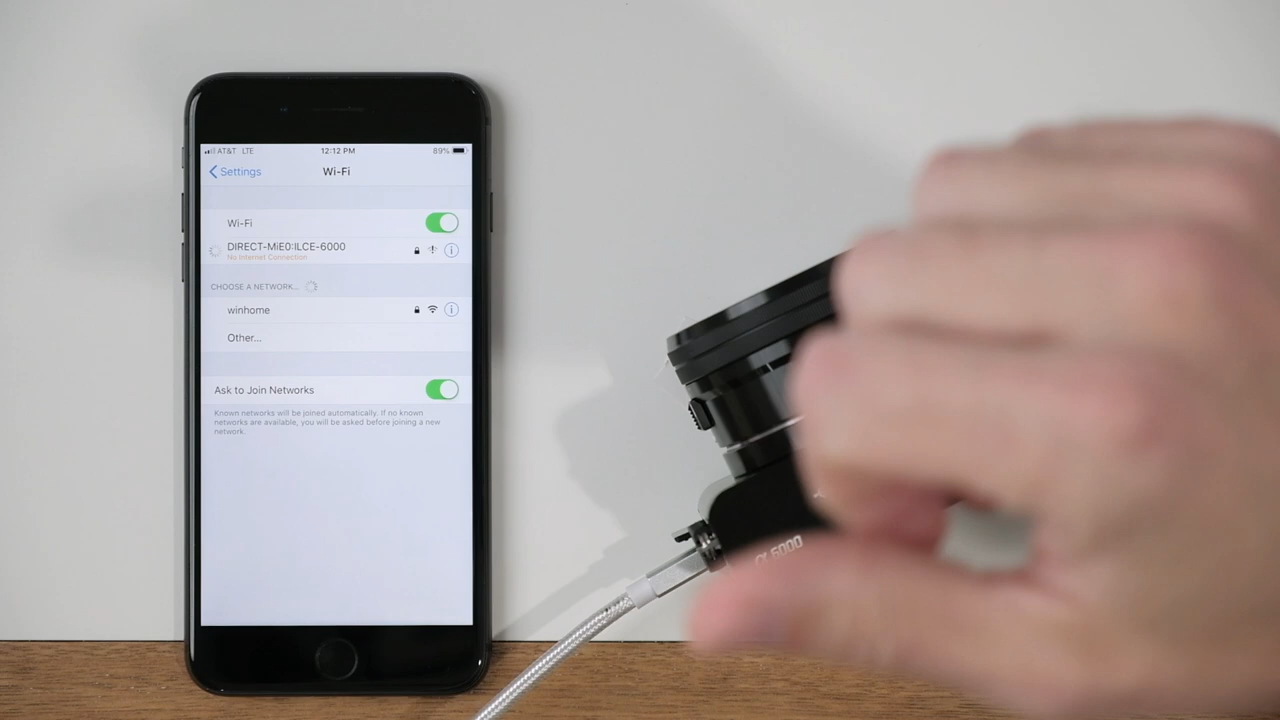 AT&T LTE 12:12 PM 89%
Settings Wi-Fi
Wi-Fi
DIRECT-MiE0:ILCE-6000
No Internet Connection
CHOOSE A NETWORK...
winhome
Other...
Ask to Join Networks
Known networks will be joined automatically. If no known
networks are available, you will be asked before joining a new
network.
α6000